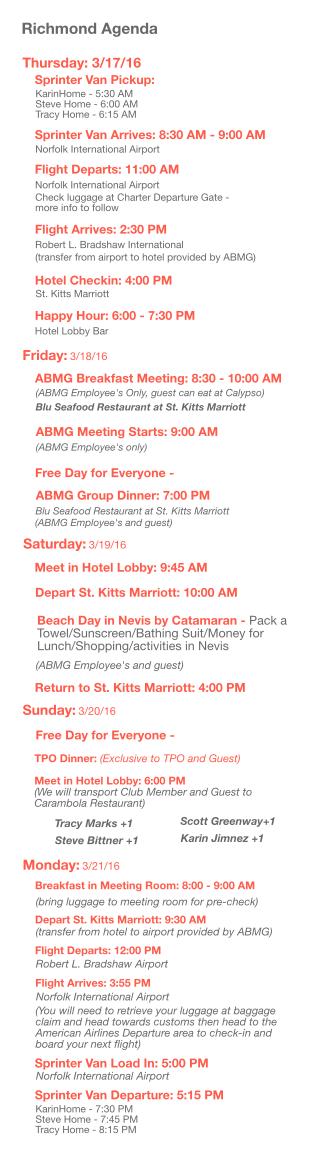 Richmond Agenda
Thursday: 3/17/16
Sprinter Van Pickup:
KarinHome - 5:30 AM
Steve Home - 6:00 AM
Tracy Home - 6:15 AM
Sprinter Van Arrives: 8:30 AM - 9:00 AM
Norfolk International Airport
Flight Departs: 11:00 AM
Norfolk International Airport
Check luggage at Charter Departure Gate -
more info to follow
Flight Arrives: 2:30 PM
Robert L. Bradshaw International
(transfer from airport to hotel provided by ABMG)
Hotel Checkin: 4:00 PM
St. Kitts Marriott
Happy Hour: 6:00 - 7:30 PM
Hotel Lobby Bar
Friday: 3/18/16
ABMG Breakfast Meeting: 8:30 - 10:00 AM
(ABMG Employee's Only, guest can eat at Calypso)
Blu Seafood Restaurant at St. Kitts Marriott
ABMG Meeting Starts: 9:00 AM
(ABMG Employee's only)
Free Day for Everyone -
ABMG Group Dinner: 7:00 PM
Blu Seafood Restaurant at St. Kitts Marriott
(ABMG Employee's and guest)
Saturday: 3/19/16
Meet in Hotel Lobby: 9:45 AM
Depart St. Kitts Marriott: 10:00 AM
Beach Day in Nevis by Catamaran - Pack a
Towel/Sunscreen/Bathing Suit/Money for
Lunch/Shopping/activities in Nevis
(ABMG Employee's and guest)
Return to St. Kitts Marriott: 4:00 PM
Sunday: 3/20/16
Free Day for Everyone -
TPO Dinner: (Exclusive to TPO and Guest)
Meet in Hotel Lobby: 6:00 PM
(We will transport Club Member and Guest to
Carambola Restaurant)
Tracy Marks +1 Scott Greenway+1
Steve Bittner +1 Karin Jimnez +1
Monday: 3/21/16
Breakfast in Meeting Room: 8:00 - 9:00 AM
(bring luggage to meeting room for pre-check)
Depart St. Kitts Marriott: 9:30 AM
(transfer from hotel to airport provided by ABMG)
Flight Departs: 12:00 PM
Robert L. Bradshaw Airport
Flight Arrives: 3:55 PM
Norfolk International Airport
(You will need to retrieve your luggage at baggage
claim and head towards customs then head to the
American Airlines Departure area to check-in and
board your next flight)
Sprinter Van Load In: 5:00 PM
Norfolk International Airport
Sprinter Van Departure: 5:15 PM
KarinHome - 7:30 PM
Steve Home - 7:45 PM
Tracy Home - 8:15 PM